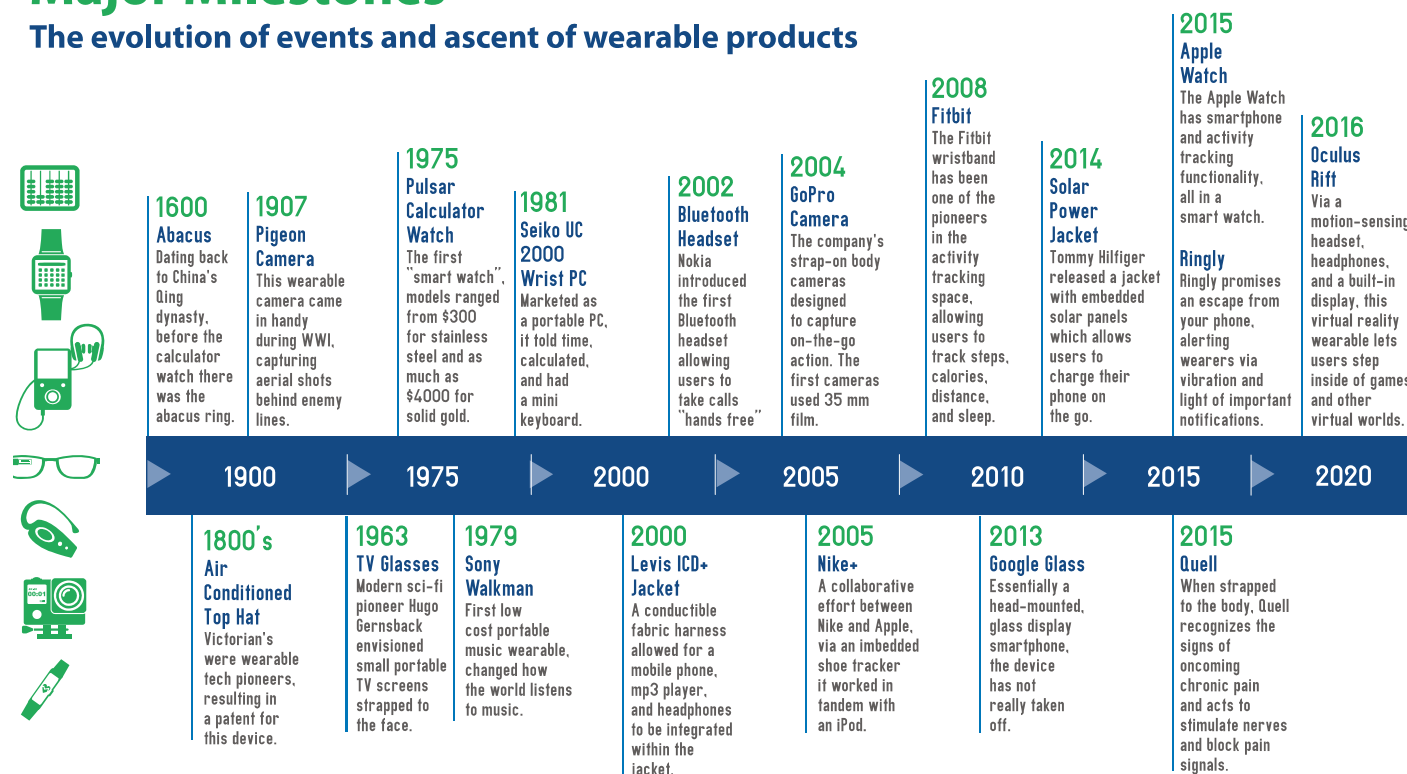 Major Milestones
The evolution of events and ascent of wearable products
1600
Abacus
Dating back
to China's
Qing
dynasty,
before the
calculator
watch there
was the
abacus ring.
1907
Pigeon
Camera
This wearable
camera came
in handy
during WWI,
capturing
aerial shots
behind enemy
lines.
1975
Pulsar
Calculator
Watch
The first
"smart watch",
models ranged
from $300
for stainless
steel and as
much as
$4000 for
solid gold.
1981
Seiko UC
2000
Wrist PC
Marketed as
a portable PC,
it told time,
calculated,
and had
a mini
keyboard.
2002
Bluetooth
Headset
Nokia
introduced
the first
Bluetooth
headset
allowing
users to
take calls
"hands free"
2004
GoPro
Camera
The company's
strap-on body
cameras
designed
to capture
on-the-go
action. The
first cameras
used 35 mm
film.
2008
Fitbit
The Fitbit
wristband
has been
one of the
pioneers
in the
activity
tracking
space,
allowing
users to
track steps,
calories,
distance,
and sleep.
2014
Solar
Power
Jacket
Tommy Hilfiger
released a jacket
with embedded
solar panels
which allows
users to
charge their
phone on
the go.
2015
Apple
Watch
The Apple Watch
has smartphone
and activity
tracking
functionality,
all in a
smart watch.
Ringly
Ringly promises
an escape from
your phone,
alerting
wearers via
vibration and
light of important
notifications.
2016
Oculus
Rift
Via a
motion-sensing
headset,
headphones,
and a built-in
display, this
virtual reality
wearable lets
users step
inside of games
and other
virtual worlds.
1900
1975
2000
2005
2010
2015
2020
1800's
Air
Conditioned
Top Hat
Victorian's
were wearable
tech pioneers,
resulting in
a patent for
this device.
1963
TV Glasses
Modern sci-fi
pioneer Hugo
Gernsback
envisioned
small portable
TV screens
strapped to
the face.
1979
Sony
Walkman
First low
cost portable
music wearable,
changed how
the world listens
to music.
2000
Levis ICD+
Jacket
A conductible
fabric harness
allowed for a
mobile phone,
mp3 player,
and headphones
to be integrated
within the
jacket.
2005
Nike+
A collaborative
effort between
Nike and Apple,
via an imbedded
shoe tracker
it worked in
tandem with
an iPod.
2013
Google Glass
Essentially a
head-mounted,
glass display
smartphone,
the device
has not
really taken
off.
2015
Quell
When strapped
to the body, Quell
recognizes the
signs of
oncoming
chronic pain
and acts to
stimulate nerves
and block pain
signals.
00:01